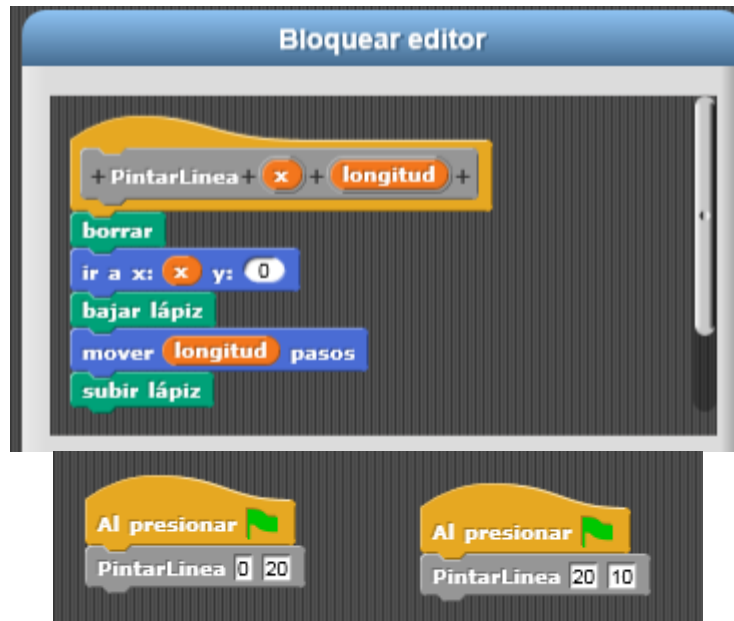 Bloquear editor
+ PintarLinea + x + longitud +
borrar
ir a x: x y: 0
bajar lápiz
mover longitud pasos
subir lápiz
Al presionar
PintarLinea 0 20
Al presionar
PintarLinea 20 10